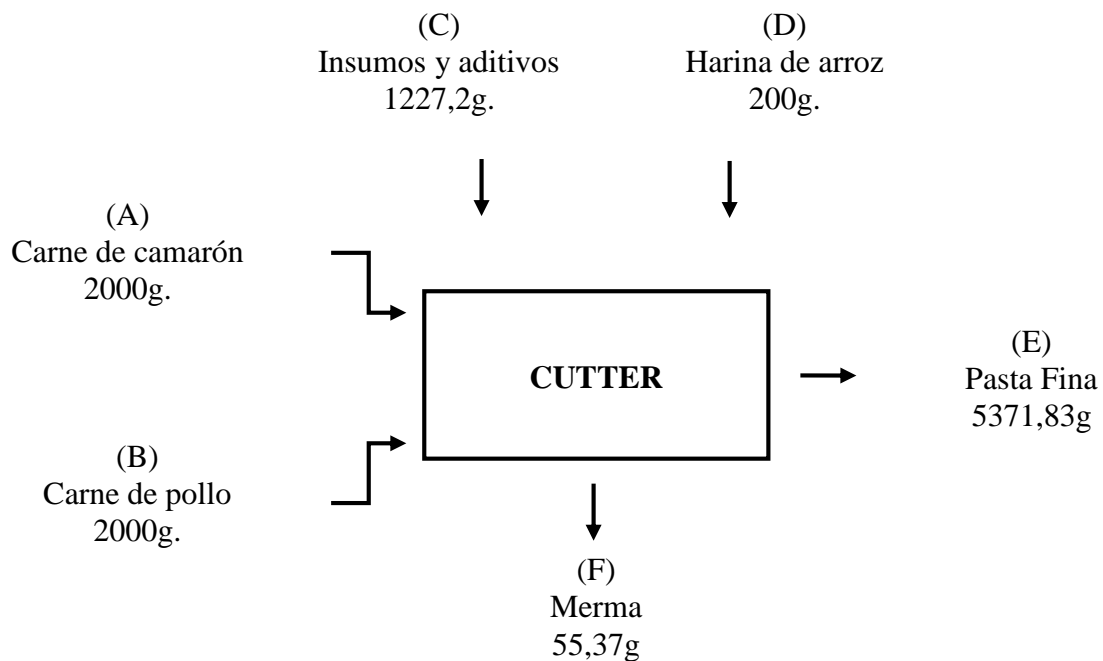 (C)
Insumos y aditivos
1227,2g.
(D)
Harina de arroz
200g.
(A)
Carne de camarón
2000g.
CUTTER
(E)
Pasta Fina
5371,83g
(B)
Carne de pollo
2000g.
(F)
Merma
55,37g